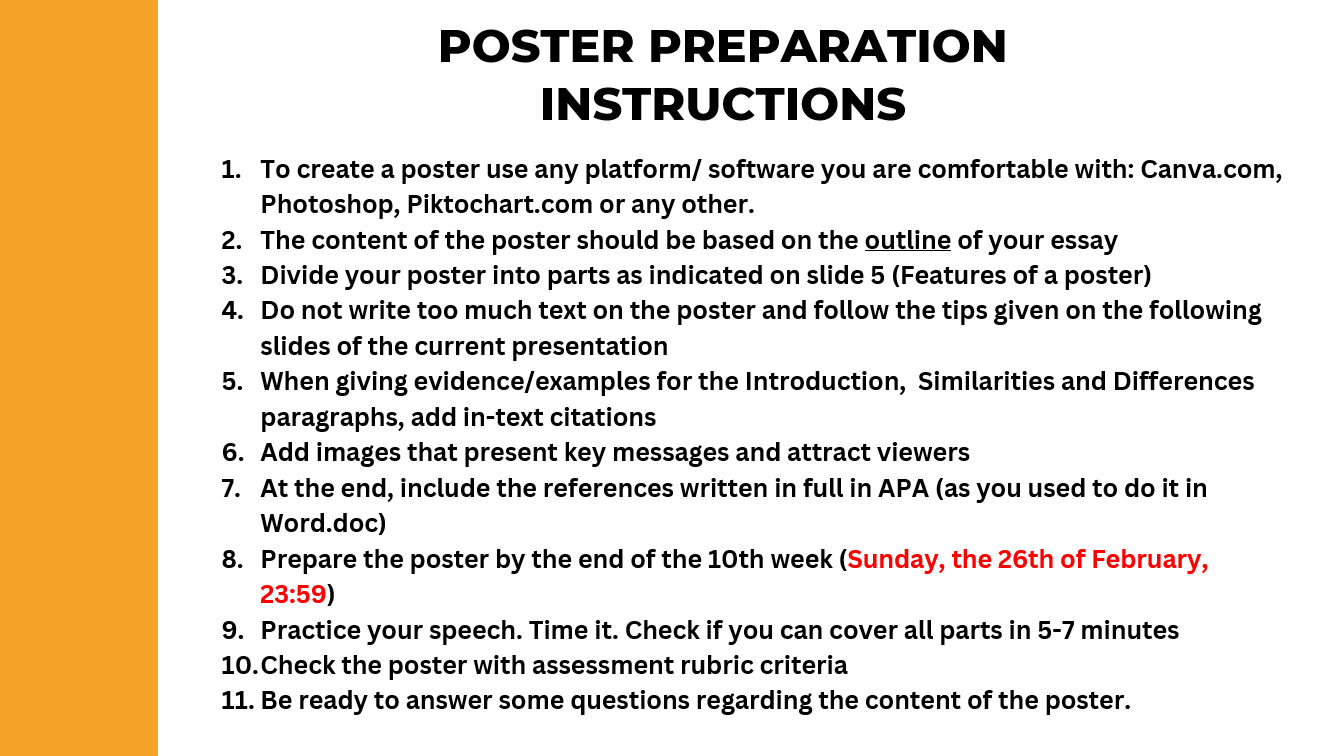 POSTER PREPARATION
INSTRUCTIONS
1. To create a poster use any platform/ software you are comfortable with: Canva.com,
Photoshop, Piktochart.com or any other.
2. The content of the poster should be based on the outline of your essay
3. Divide your poster into parts as indicated on slide 5 (Features of a poster)
4. Do not write too much text on the poster and follow the tips given on the following
slides of the current presentation
5. When giving evidence/examples for the Introduction,  Similarities and Differences
paragraphs, add in-text citations
6. Add images that present key messages and attract viewers
7. At the end, include the references written in full in APA (as you used to do it in
Word.doc)
8. Prepare the poster by the end of the 10th week (Sunday, the 26th of February,
23:59)
9. Practice your speech. Time it. Check if you can cover all parts in 5-7 minutes
10. Check the poster with assessment rubric criteria
11. Be ready to answer some questions regarding the content of the poster.